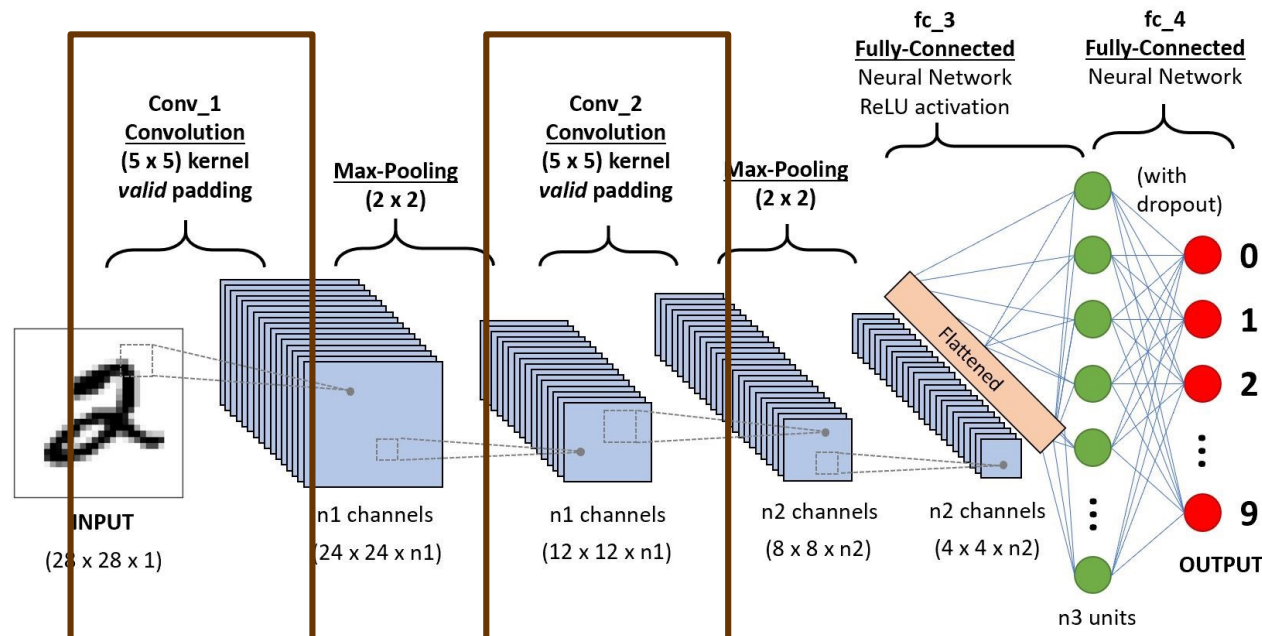 Conv_1
Convolution
(5 x 5) kernel
valid padding
Max-Pooling
(2 x 2)
Conv_2
Convolution
(5 x 5) kernel
valid padding
Max-Pooling
(2 x 2)
fc_3
Fully-Connected
Neural Network
ReLU activation
fc_4
Fully-Connected
Neural Network
(with
dropout)
Flattened
0
1
2
9
OUTPUT
INPUT
(28 x 28 x 1)
n1 channels
(24 x 24 x n1)
n1 channels
(12 x 12 x n1)
n2 channels
(8 x 8 x n2)
n2 channels
(4 x 4 x n2)
n3 units